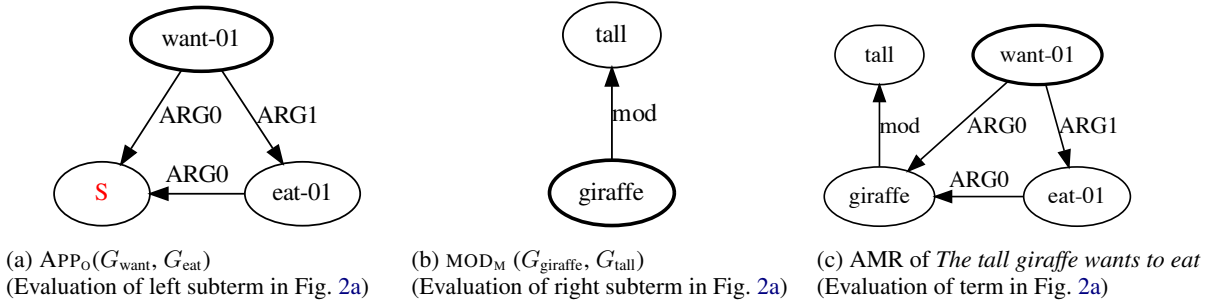 want-01
ARG0
ARG1
S
ARG0
eat-01
(a) APPO(Gwant, Geat)
(Evaluation of left subterm in Fig. 2a)
tall
mod
giraffe
(b) MODM (Ggiraffe, Gtall)
(Evaluation of right subterm in Fig. 2a)
tall
want-01
mod
ARG0
ARG1
giraffe
ARG0
eat-01
(c) AMR of The tall giraffe wants to eat
(Evaluation of term in Fig. 2a)